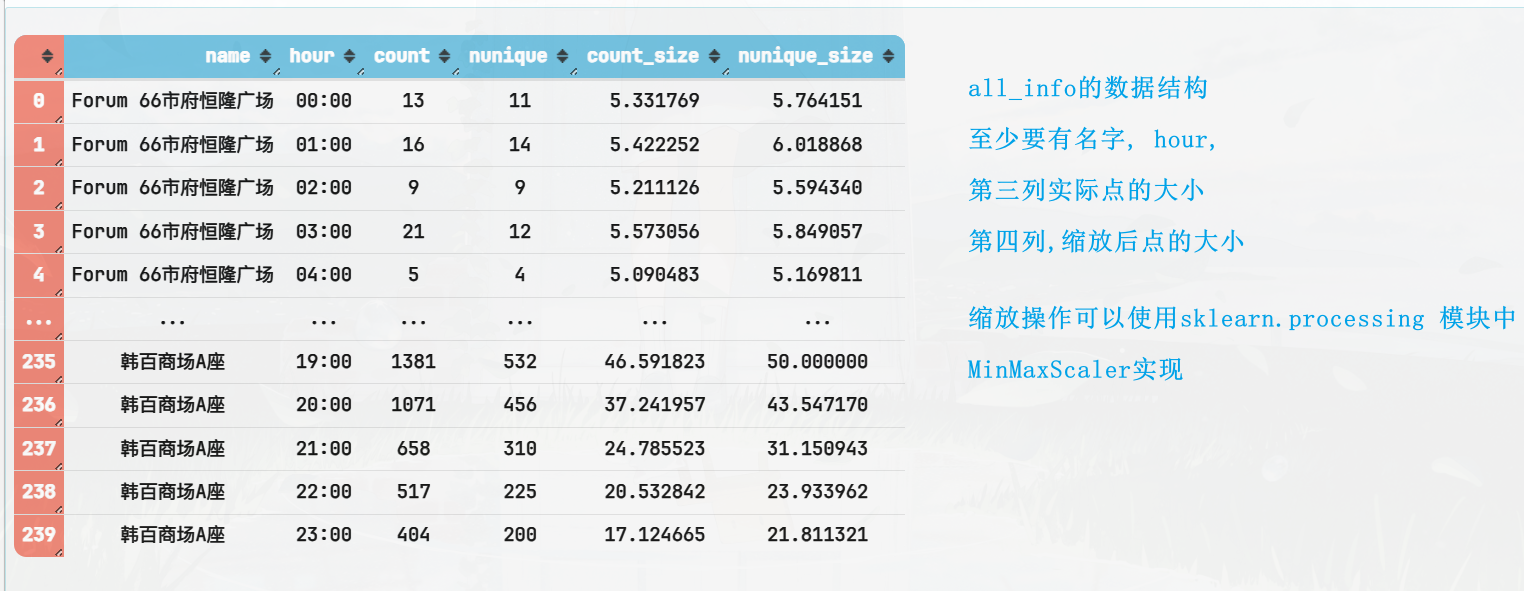 name hour count nunique count_size nunique_size
0 Forum 66市府恒隆广场 00:00 13 11 5.331769 5.764151
1 Forum 66市府恒隆广场 01:00 16 14 5.422252 6.018868
2 Forum 66市府恒隆广场 02:00 9 9 5.211126 5.594340
3 Forum 66市府恒隆广场 03:00 21 12 5.573056 5.849057
4 Forum 66市府恒隆广场 04:00 5 4 5.090483 5.169811
... ... ... ... ... ... ...
235 韩百商场A座 19:00 1381 532 46.591823 50.000000
236 韩百商场A座 20:00 1071 456 37.241957 43.547170
237 韩百商场A座 21:00 658 310 24.785523 31.150943
238 韩百商场A座 22:00 517 225 20.532842 23.933962
239 韩百商场A座 23:00 404 200 17.124665 21.811321
all_info的数据结构
至少要有名字, hour,
第三列实际点的大小
第四列,缩放后点的大小
缩放操作可以使用sklearn.processing 模块中
MinMaxScaler实现